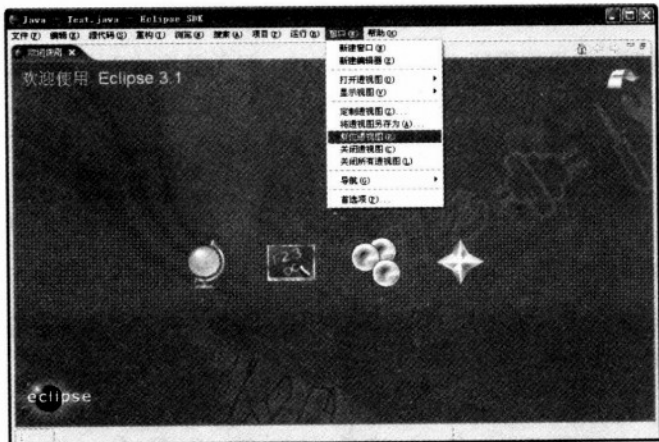 Java - Test.java - Eclipse SDK
文件(F) 编辑(E) 源代码(S) 重构(T) 浏览(N) 搜索(A) 项目(P) 运行(R) 窗口(W) 帮助(H)
欢迎使用
欢迎使用 Eclipse 3.1
新建窗口(N)
新建编辑器(E)
打开透视图(O)
显示视图(V)
定制透视图(Z)...
将透视图另存为(A)...
复位透视图(R)
关闭透视图(C)
关闭所有透视图(L)
导航(G)
首选项(P)...
eclipse